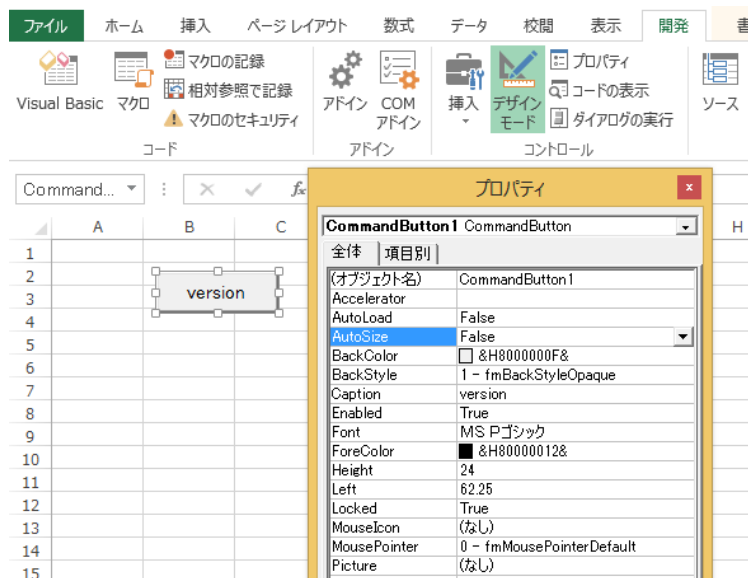 ファイル ホーム 挿入 ページ レイアウト 数式 データ 校閲 表示 開発 書
Visual Basic マクロ マクロの記録 相対参照で記録 マクロのセキュリティ
コード
アドイン COM アドイン
アドイン
挿入 デザイン モード プロパティ コードの表示 ダイアログの実行
コントロール
ソース
Command... fx
プロパティ x
A B C H
CommandButton1 CommandButton
全体 項目別
1
2
3
4
5
6
7
8
9
10
11
12
13
14
15
version
(オブジェクト名) CommandButton1
Accelerator
AutoLoad False
AutoSize False
BackColor &H8000000F&
BackStyle 1 - fmBackStyleOpaque
Caption version
Enabled True
Font MS Pゴシック
ForeColor &H80000012&
Height 24
Left 62.25
Locked True
MouseIcon (なし)
MousePointer 0 - fmMousePointerDefault
Picture (なし)